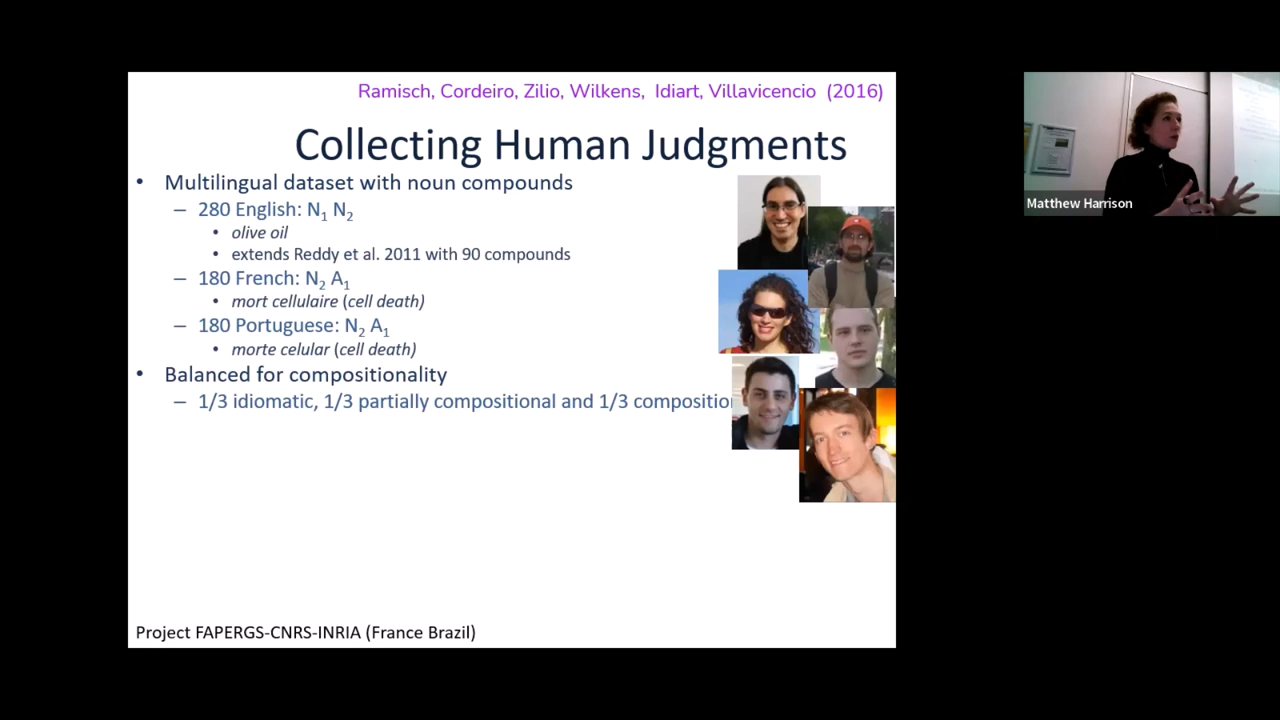 Ramisch, Cordeiro, Zilio, Wilkens, Idiart, Villavicencio (2016)
Collecting Human Judgments
• Multilingual dataset with noun compounds
– 280 English: N1 N2
• olive oil
• extends Reddy et al. 2011 with 90 compounds
– 180 French: N2 A1
• mort cellulaire (cell death)
– 180 Portuguese: N2 A1
• morte celular (cell death)
• Balanced for compositionality
– 1/3 idiomatic, 1/3 partially compositional and 1/3 compositio
Project FAPERGS-CNRS-INRIA (France Brazil)
Matthew Harrison